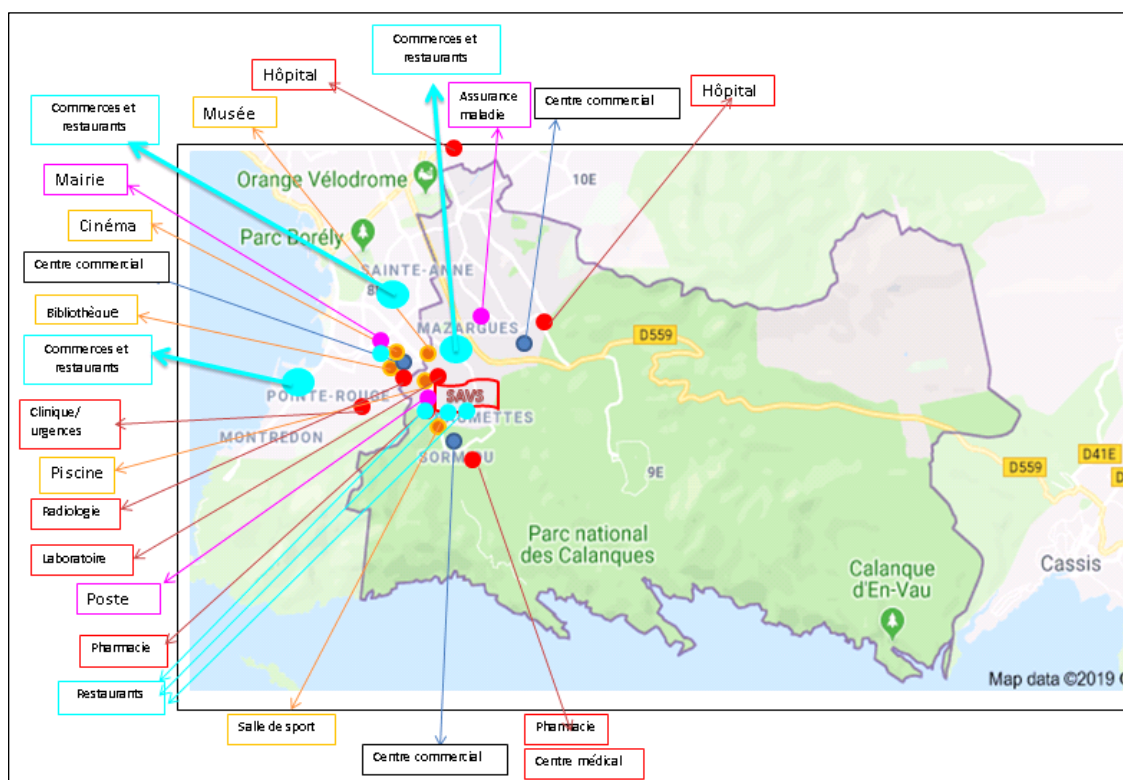 Commerces et
restaurants
Hôpital
Assurance
maladie
Centre commercial
Hôpital
Commerces et
restaurants
Musée
Mairie
Cinéma
Centre commercial
Bibliothèque
Commerces et
restaurants
Clinique/
urgences
Piscine
Radiologie
Laboratoire
Poste
Pharmacie
Restaurants
Salle de sport
Centre commercial
Pharmacie
Centre médical
10E
Orange Vélodrome
Parc Borély
SAINTE-ANNE
MAZARGUES
D559
POINTE-ROUGE
SAVS
MONTREDON
9E
D559
D41E
Parc national
des Calanques
Calanque
d'En-Vau
Cassis
Map data ©2019